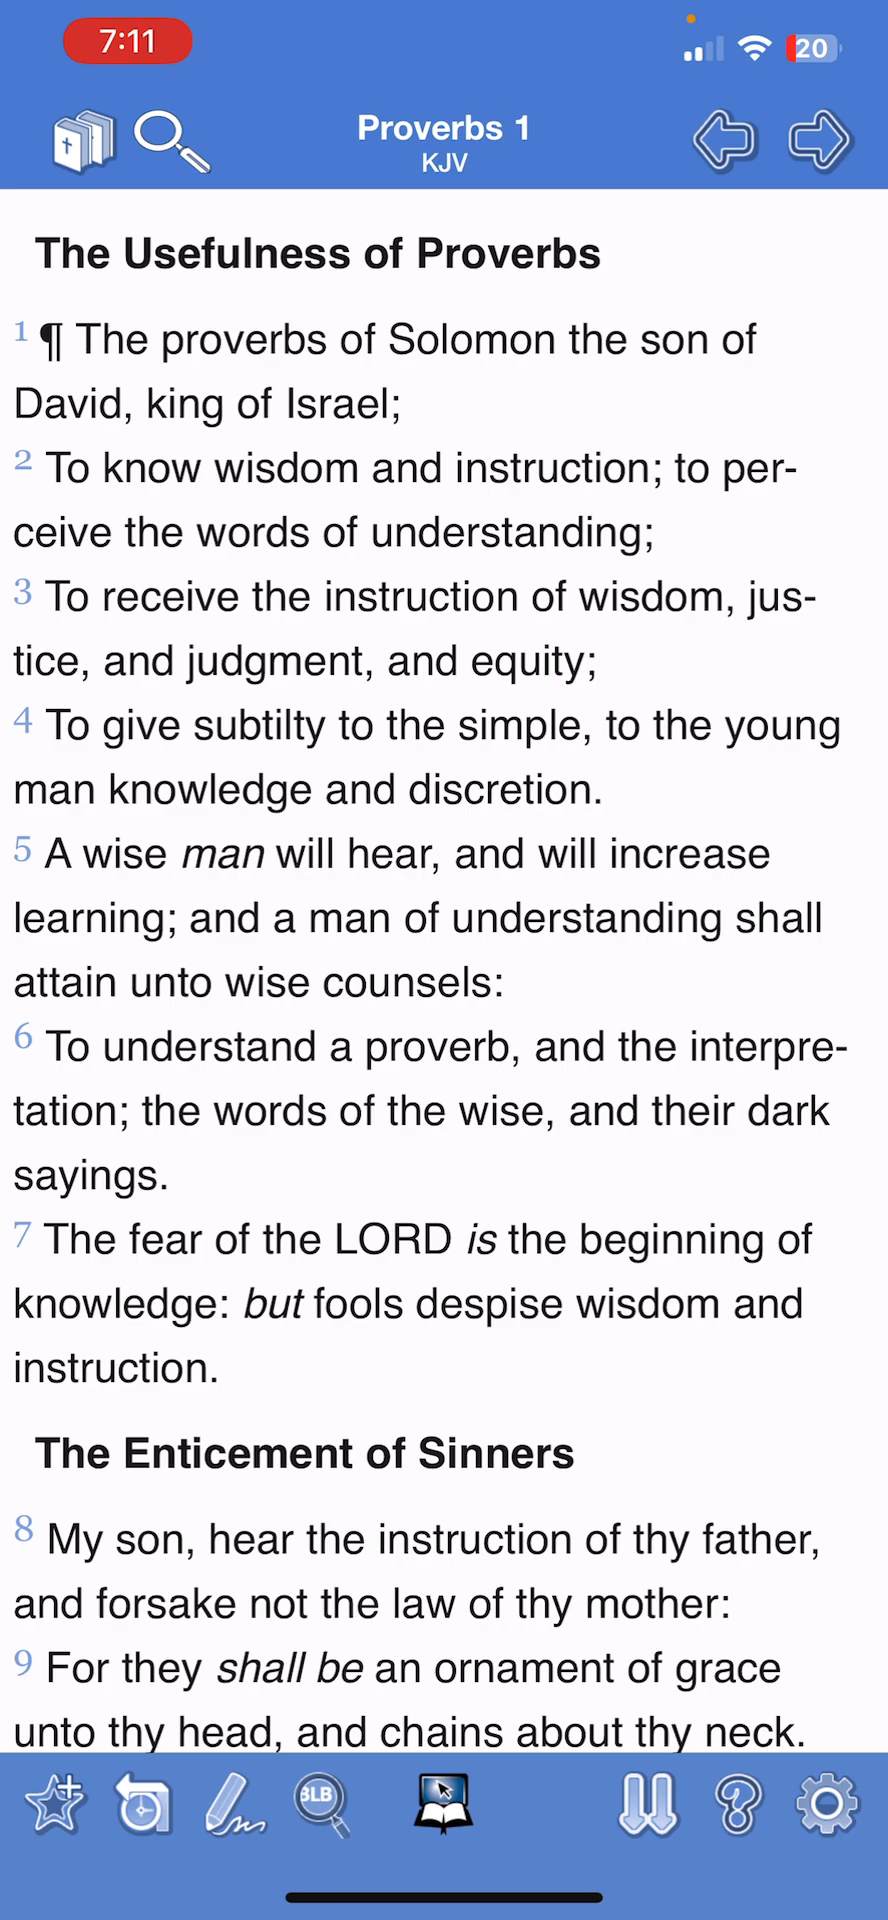 7:11
20
Proverbs 1
KJV
The Usefulness of Proverbs
1 ¶ The proverbs of Solomon the son of
David, king of Israel;
2 To know wisdom and instruction; to per-
ceive the words of understanding;
3 To receive the instruction of wisdom, jus-
tice, and judgment, and equity;
4 To give subtilty to the simple, to the young
man knowledge and discretion.
5 A wise man will hear, and will increase
learning; and a man of understanding shall
attain unto wise counsels:
6 To understand a proverb, and the interpre-
tation; the words of the wise, and their dark
sayings.
7 The fear of the LORD is the beginning of
knowledge: but fools despise wisdom and
instruction.
The Enticement of Sinners
8 My son, hear the instruction of thy father,
and forsake not the law of thy mother:
9 For they shall be an ornament of grace
unto thy head, and chains about thy neck.
BLB